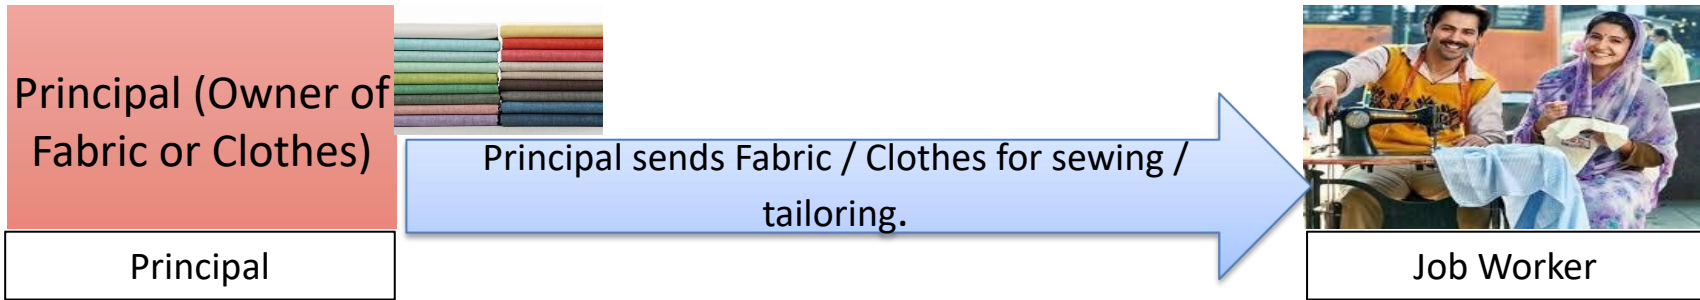 Principal (Owner of
Fabric or Clothes)
Principal sends Fabric / Clothes for sewing /
tailoring.
Principal
Job Worker